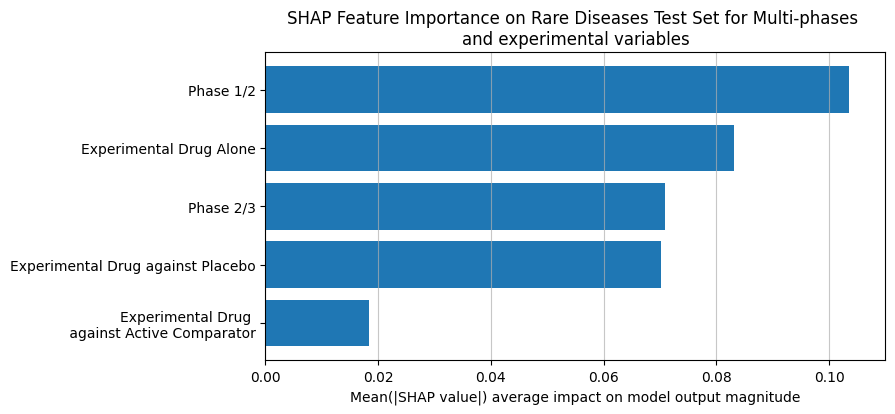 SHAP Feature Importance on Rare Diseases Test Set for Multi-phases
and experimental variables
Phase 1/2
Experimental Drug Alone
Phase 2/3
Experimental Drug against Placebo
Experimental Drug
against Active Comparator
0.00 0.02 0.04 0.06 0.08 0.10
Mean(|SHAP value|) average impact on model output magnitude